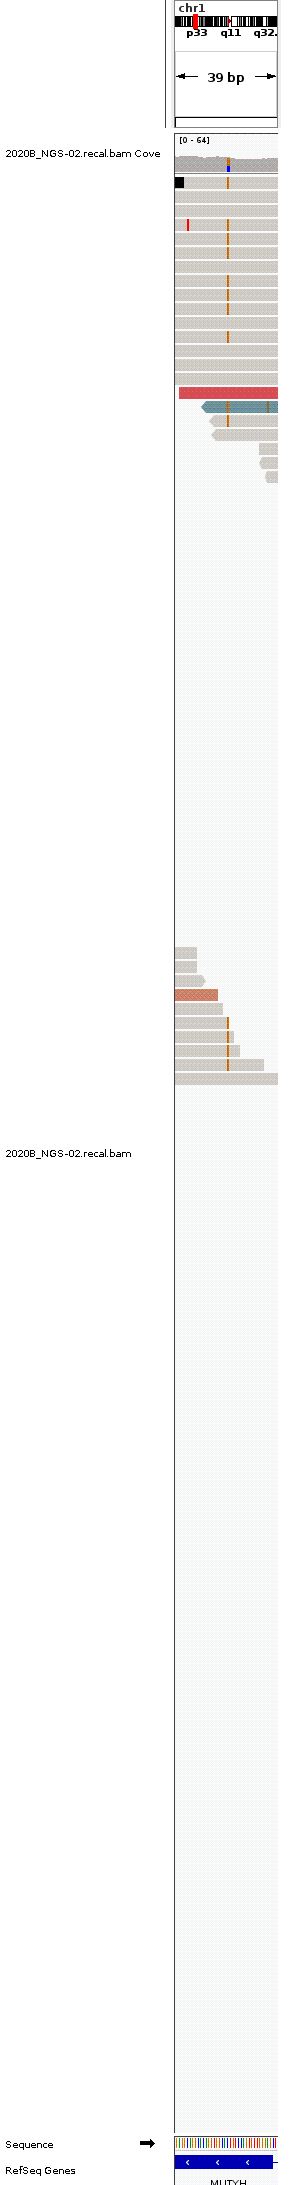 chr1
p33 q11 q32.
39 bp
[0 - 64]
2020B_NGS-02.recal.bam Cove
2020B_NGS-02.recal.bam
Sequence
RefSeq Genes
MUTYH